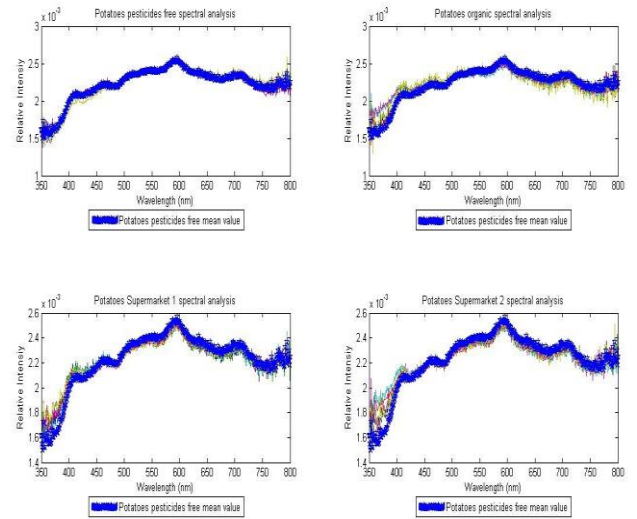 x 10⁻³
Potatoes pesticides free spectral analysis
3
2.5
2
1.5
1
Relative Intensiy
350 400 450 500 550 600 650 700 750 800
Wavelength (nm)
Potatoes pesticides free mean value
x 10⁻³
Potatoes organic spectral analysis
3
2.5
2
1.5
1
Relative Intensiy
350 400 450 500 550 600 650 700 750 800
Wavelength (nm)
Potatoes pesticides free mean value
x 10⁻³
Potatoes Supermarket 1 spectral analysis
2.6
2.4
2.2
2
1.8
1.6
1.4
Relative Intensiy
350 400 450 500 550 600 650 700 750 800
Wavelength (nm)
Potatoes pesticides free mean value
x 10⁻³
Potatoes Supermarket 2 spectral analysis
2.6
2.4
2.2
2
1.8
1.6
1.4
Relative Intensiy
350 400 450 500 550 600 650 700 750 800
Wavelength (nm)
Potatoes pesticides free mean value